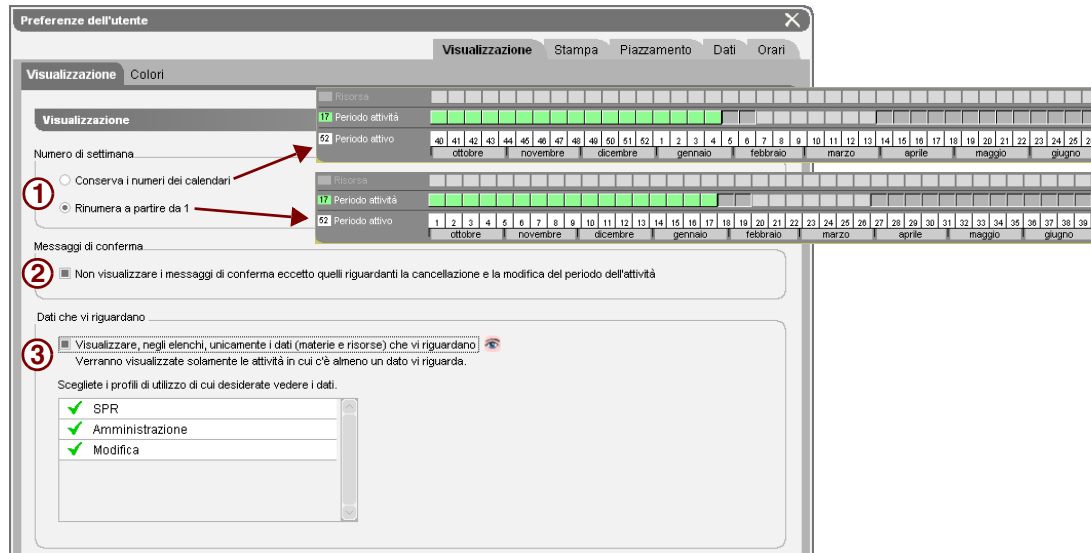 Preferenze dell'utente
Visualizzazione Stampa Piazzamento Dati Orari
Visualizzazione Colori
Risorsa
17 Periodo attività
52 Periodo attivo
40 41 42 43 44 45 46 47 48 49 50 51 52 1 2 3 4 5 6 7 8 9 10 11 12 13 14 15 16 17 18 19 20 21 22 23 24 25
ottobre novembre dicembre gennaio febbraio marzo aprile maggio giugno
Visualizzazione
Numero di settimana
1 Conserva i numeri dei calendari
Rinumera a partire da 1
Risorsa
17 Periodo attività
52 Periodo attivo
1 2 3 4 5 6 7 8 9 10 11 12 13 14 15 16 17 18 19 20 21 22 23 24 25 26 27 28 29 30 31 32 33 34 35 36 37 38 39
ottobre novembre dicembre gennaio febbraio marzo aprile maggio giugno
Messaggi di conferma
2 Non visualizzare i messaggi di conferma eccetto quelli riguardanti la cancellazione e la modifica del periodo dell'attività
Dati che vi riguardano
3 Visualizzare, negli elenchi, unicamente i dati (materie e risorse) che vi riguardano
Verranno visualizzate solamente le attività in cui c'è almeno un dato vi riguarda.
Scegliete i profili di utilizzo di cui desiderate vedere i dati.
SPR
Amministrazione
Modifica